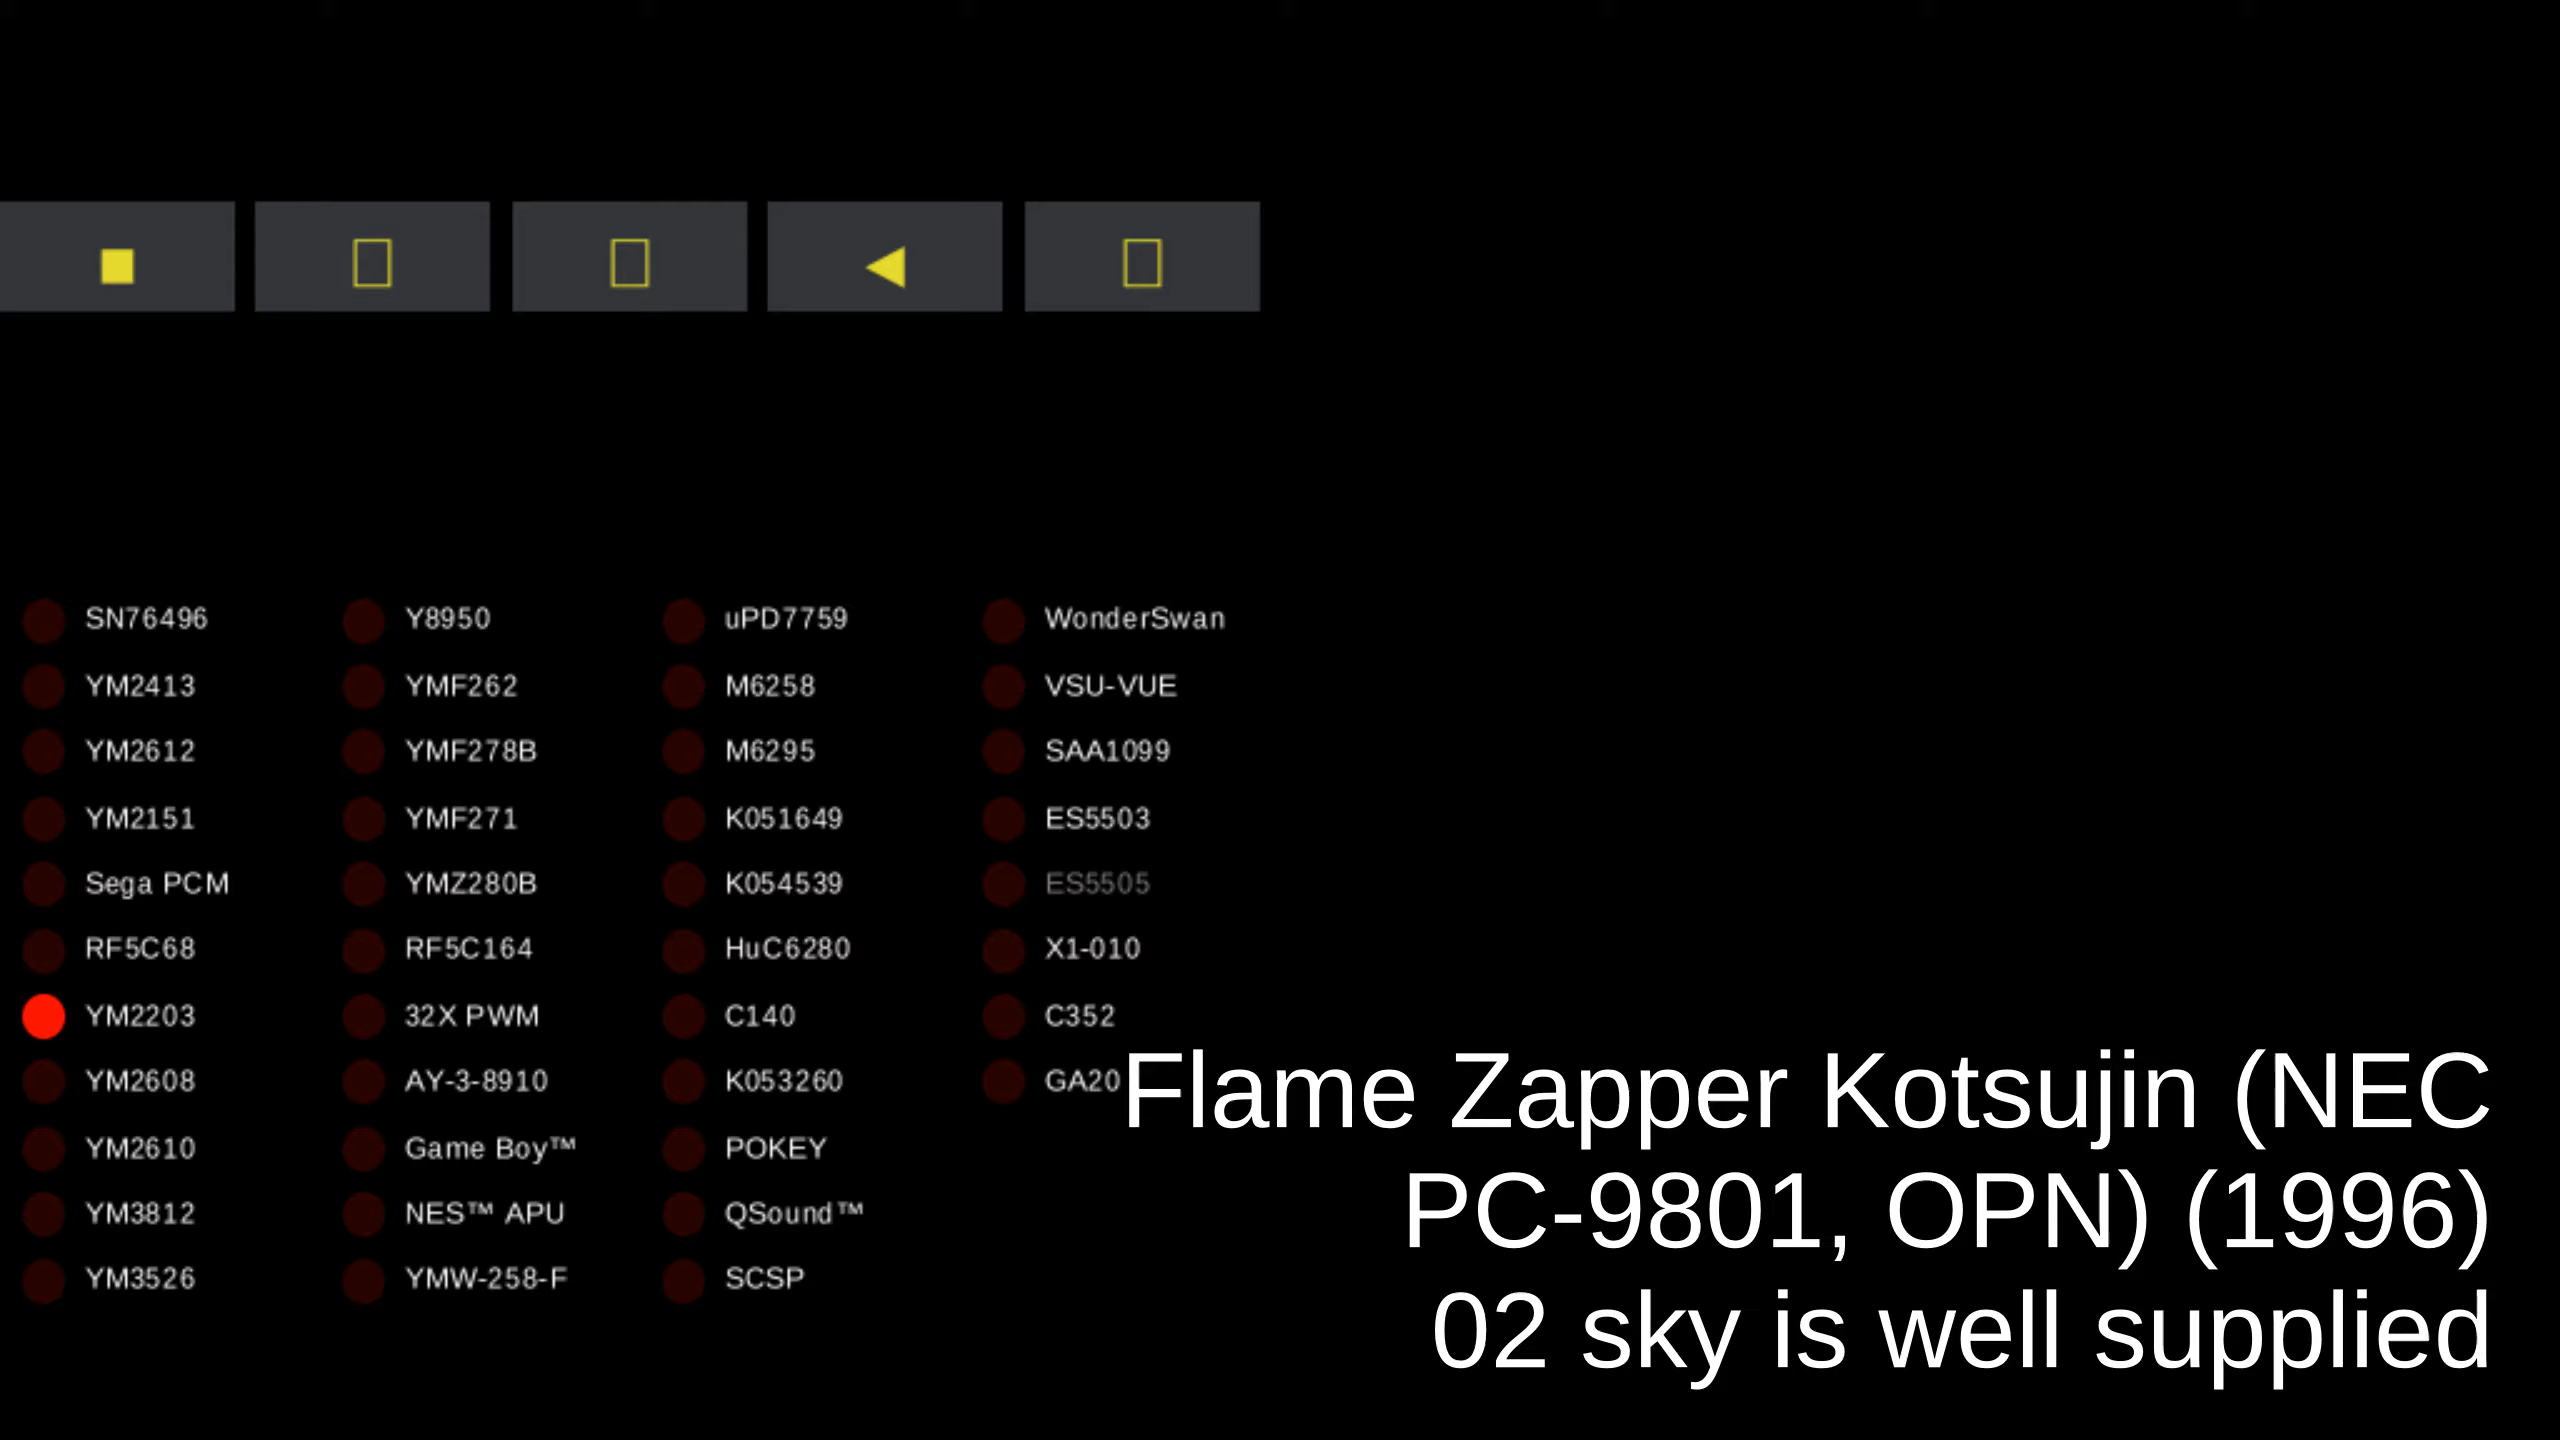 SN76496 Y8950 uPD7759 WonderSwan
YM2413 YMF262 M6258 VSU-VUE
YM2612 YMF278B M6295 SAA1099
YM2151 YMF271 K051649 ES5503
Sega PCM YMZ280B K054539 ES5505
RF5C68 RF5C164 HuC6280 X1-010
YM2203 32X PWM C140 C352
YM2608 AY-3-8910 K053260 GA20
YM2610 Game Boy™ POKEY
YM3812 NES™ APU QSound™
YM3526 YMW-258-F SCSP
Flame Zapper Kotsujin (NEC
PC-9801, OPN) (1996)
02 sky is well supplied